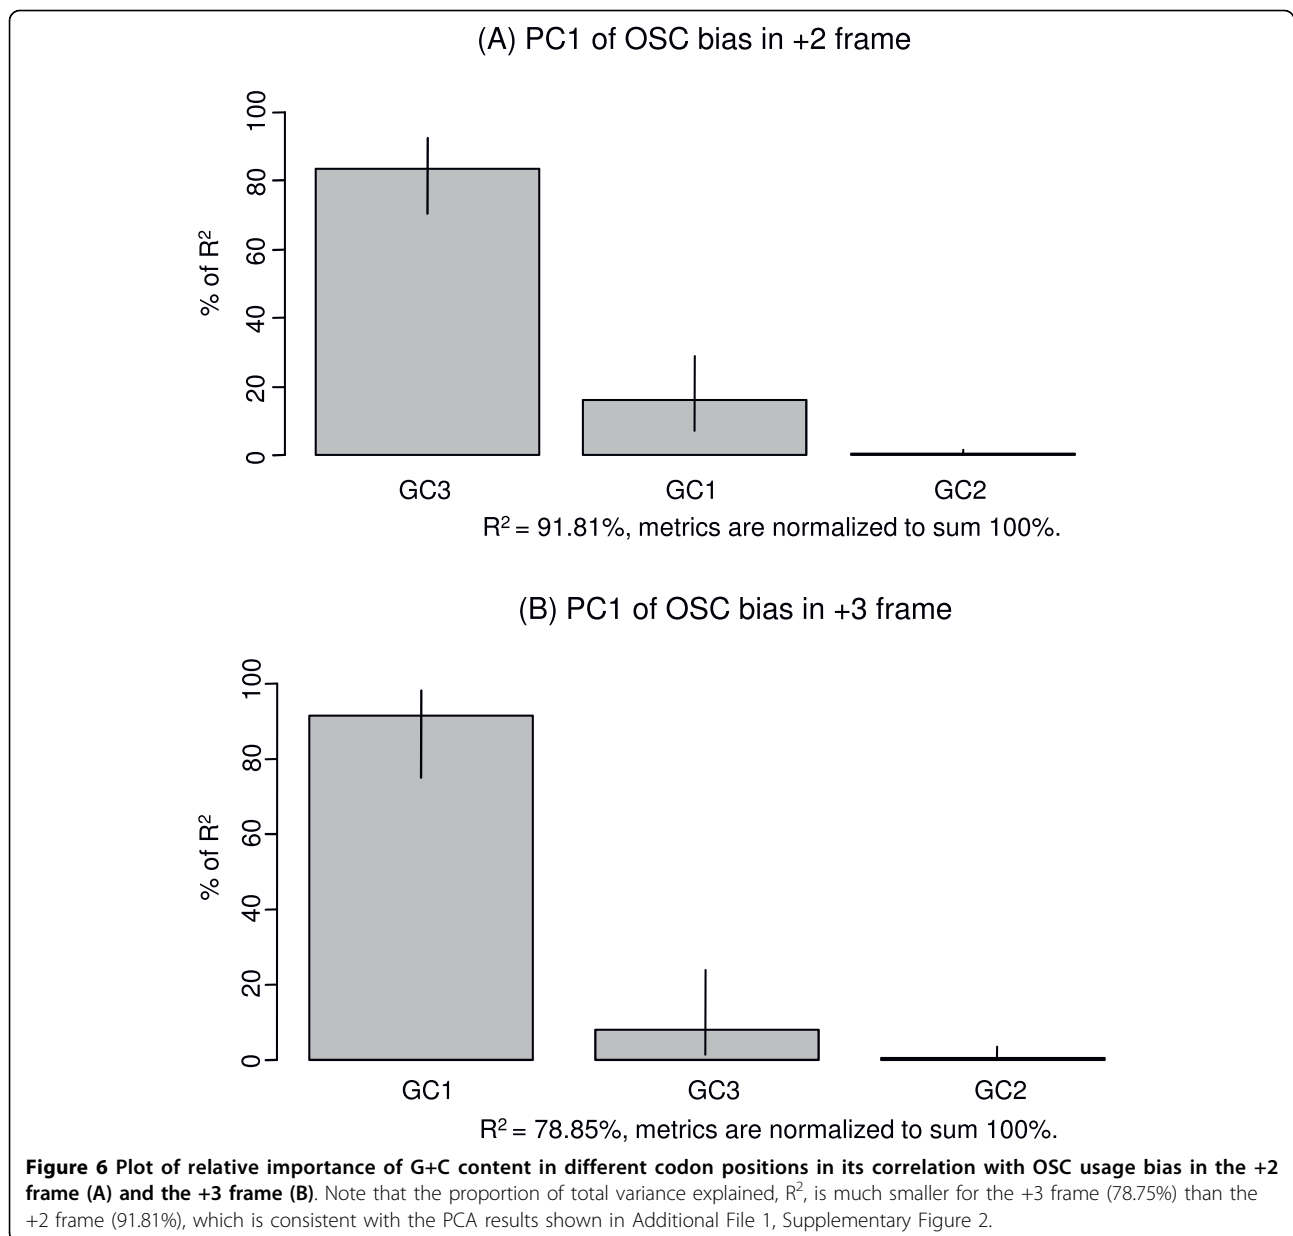 (A) PC1 of OSC bias in +2 frame
100
80
60
40
20
0
% of R²
GC3 GC1 GC2
R² = 91.81%, metrics are normalized to sum 100%.
(B) PC1 of OSC bias in +3 frame
100
80
60
40
20
0
% of R²
GC1 GC3 GC2
R² = 78.85%, metrics are normalized to sum 100%.
Figure 6 Plot of relative importance of G+C content in different codon positions in its correlation with OSC usage bias in the +2
frame (A) and the +3 frame (B). Note that the proportion of total variance explained, R², is much smaller for the +3 frame (78.75%) than the
+2 frame (91.81%), which is consistent with the PCA results shown in Additional File 1, Supplementary Figure 2.